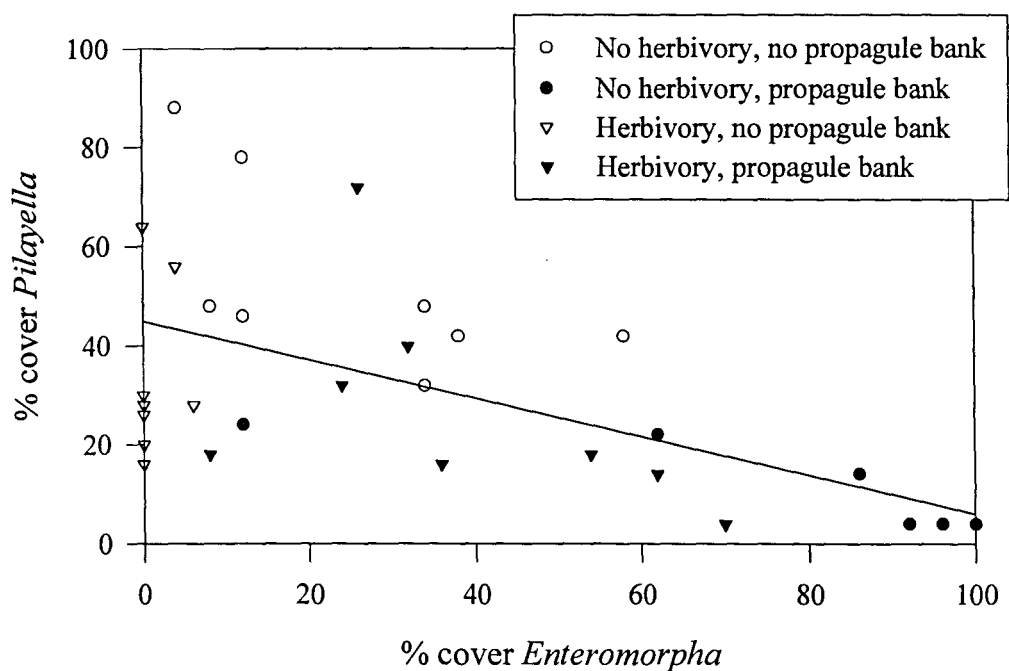 No herbivory, no propagule bank
No herbivory, propagule bank
Herbivory, no propagule bank
Herbivory, propagule bank
100
80
60
40
20
0
% cover Pilayella
0 20 40 60 80 100
% cover Enteromorpha